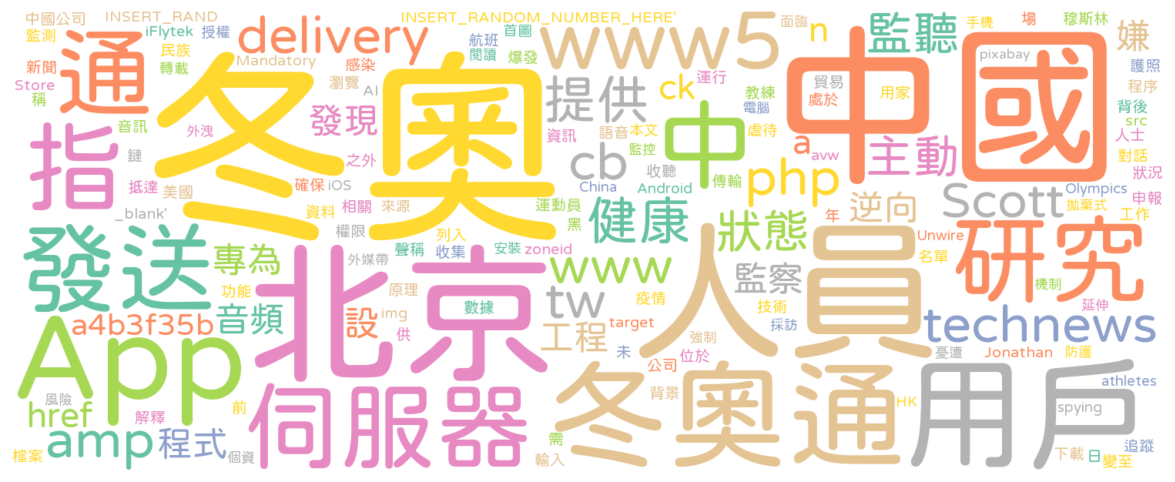 中國公司 INSERT_RAND INSERT_RANDOM_NUMBER_HERE' 首圖 面臨 手機 場 穆斯林
監測 iFlytek 授權 delivery 航班 www5 n 監聽 嫌
民族 Mandatory 閱讀 爆發 pixabay
新聞 通 轉載 感染 冬奧 中國 護照
Store 瀏覽 AI 提供 ck 運行 貿易 用家 程序
稱 發現 處於 背後
指 音訊 外洩 資訊 cb 語音 本文 中 教練 電腦 src
鏈 之外 監控 虐待 a avw 主動 人士
抵達 美國 確保 iOS 收聽 傳輸 php 對話
_blank' 資料 相關 來源 運動員 China Android Scott Olympics 狀況
權限 黑 健康 年 逆向 拋棄式 申報
發送 列入 狀態 人員 Unwire 研究 工作
專為 聲稱 收集 安裝 zoneid 名單
功能 北京 外媒帶 www 監察 機制
原理 數據 tw 疫情 技術 延伸
App a4b3f35b 音頻 設 img 採訪 technews
供 工程 target 強制 憂遭 Jonathan 防護
未 位於
href 風險 解釋 前 伺服器 公司 冬奧通 用戶 athletes
amp 程式 背景 HK spying
檔案 個資 需 輸入 下載 日 變至 追蹤